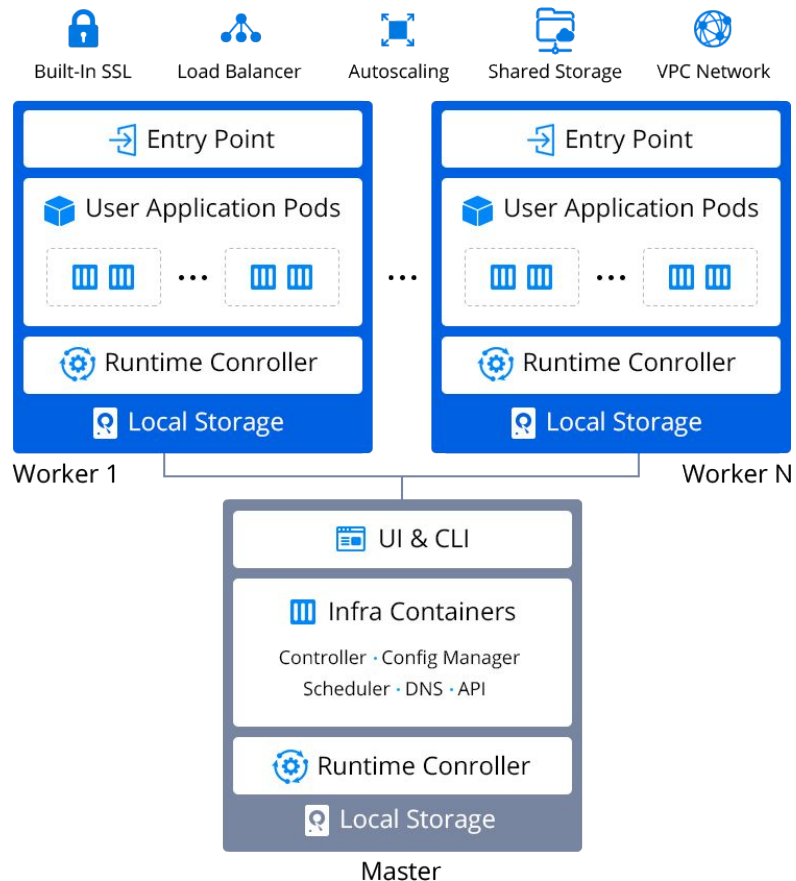 Built-In SSL
Load Balancer
Autoscaling
Shared Storage
VPC Network
Entry Point
User Application Pods
...
Runtime Conroller
Local Storage
Worker 1
...
Entry Point
User Application Pods
...
Runtime Conroller
Local Storage
Worker N
UI & CLI
Infra Containers
Controller · Config Manager
Scheduler · DNS · API
Runtime Conroller
Local Storage
Master